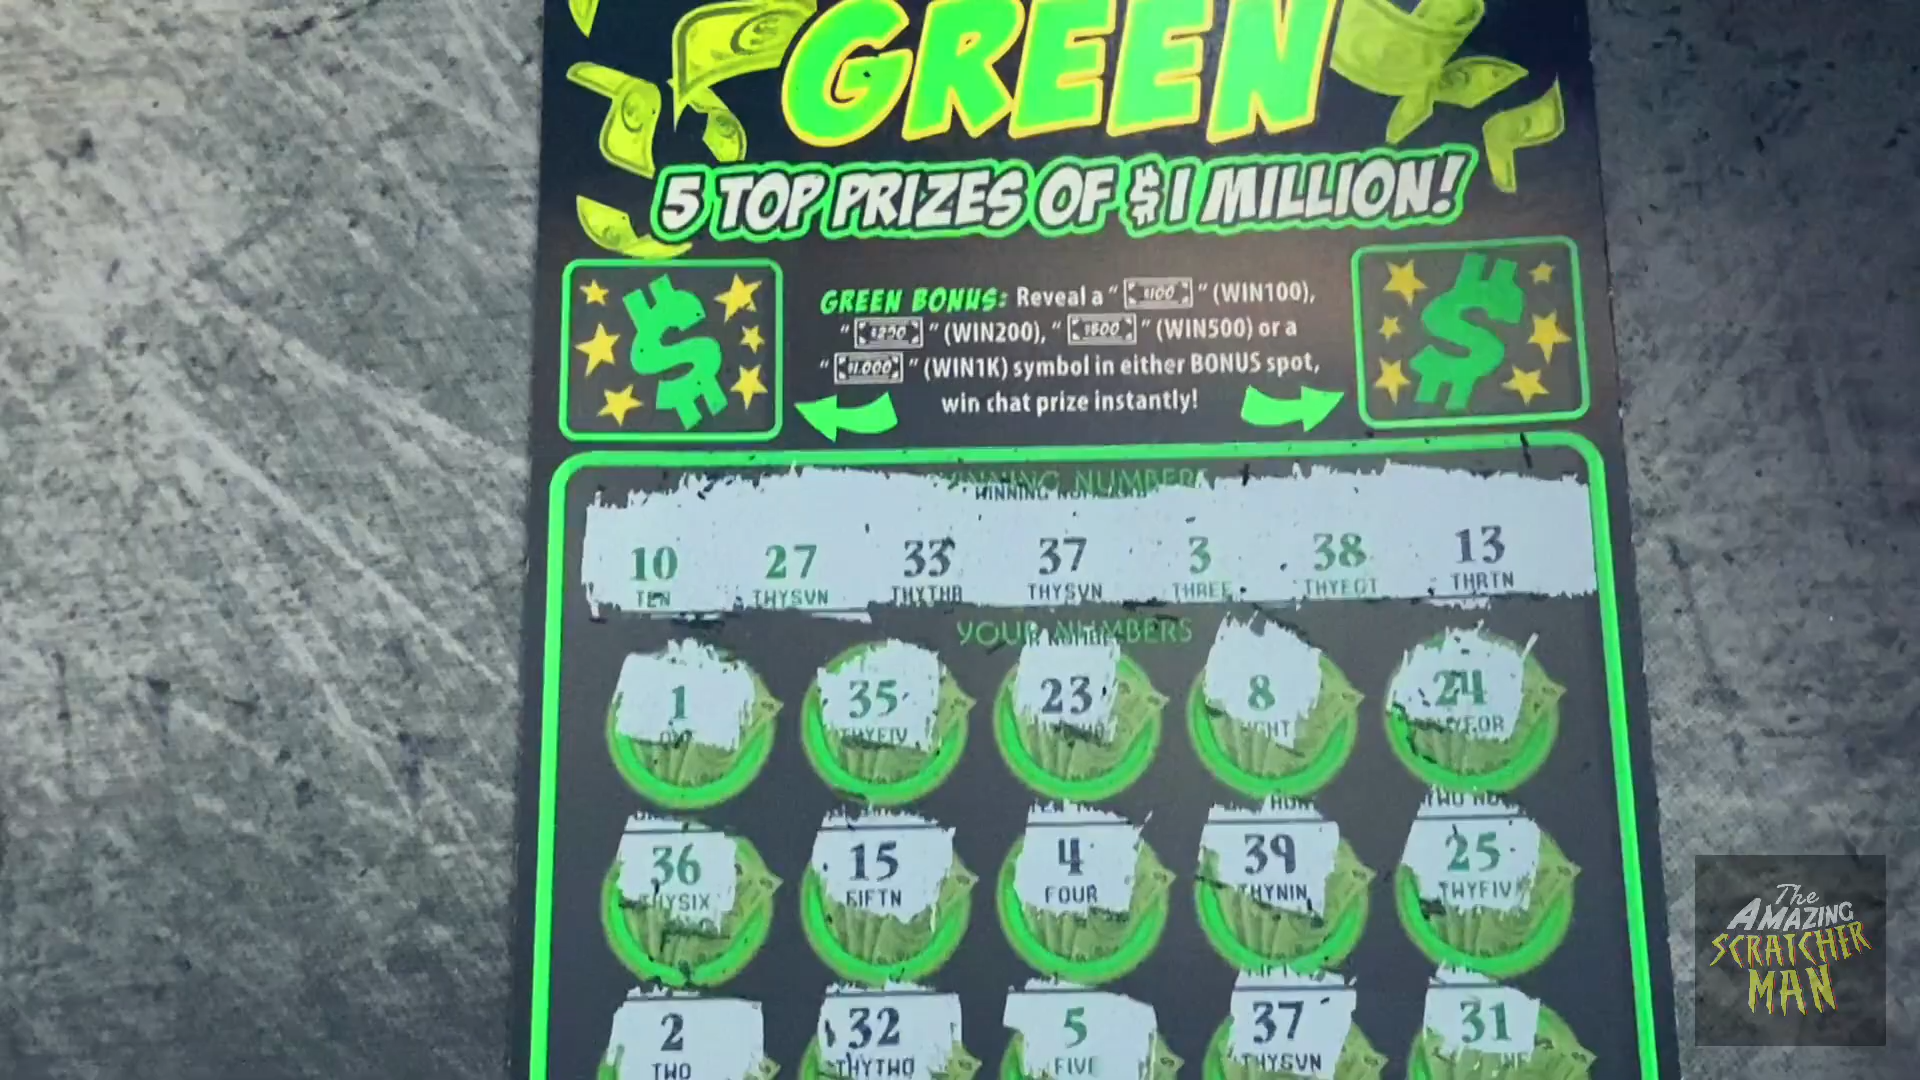 GREEN
5 TOP PRIZES OF $1 MILLION!
GREEN BONUS: Reveal a "$100" (WIN100),
"$200" (WIN200), "$500" (WIN500) or a
"$1,000" (WIN1K) symbol in either BONUS spot,
win that prize instantly!
WINNING NUMBERS
WINNING
10 27 33 37 3 38 13
TEN THYSVN THYTHR THYSVN THREE THYEGT THRTN
YOUR NUMBERS
1 35 23 8 24
THYFIV
36 15 4 39 25
THYSIX FIFTN FOUR THYNIN TWYFIV
2 32 5 37 31
TWO THYTWO FIVE THYSVN
The
AMAZING
SCRATCHER
MAN